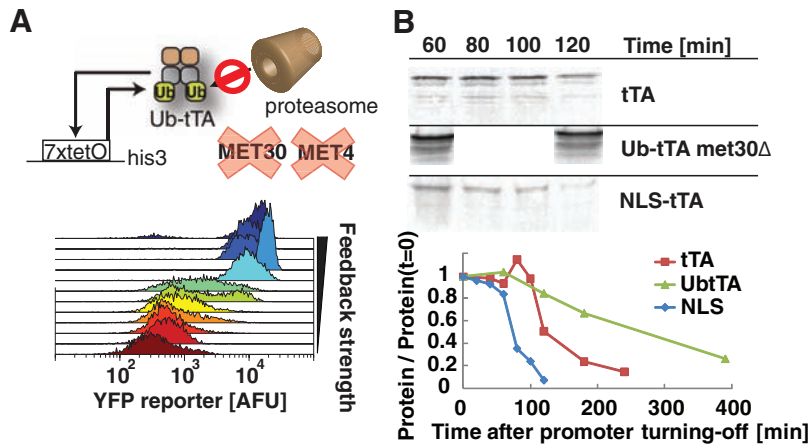 A
Ub
Ub
Ub-tTA
proteasome
7xtetO
his3
MET30
MET4
Feedback strength
10² 10³ 10⁴
YFP reporter [AFU]
B
60 80 100 120 Time [min]
tTA
Ub-tTA met30Δ
NLS-tTA
tTA
UbtTA
NLS
Protein / Protein(t=0)
1
0.8
0.6
0.4
0.2
0
0 100 200 300 400
Time after promoter turning-off [min]